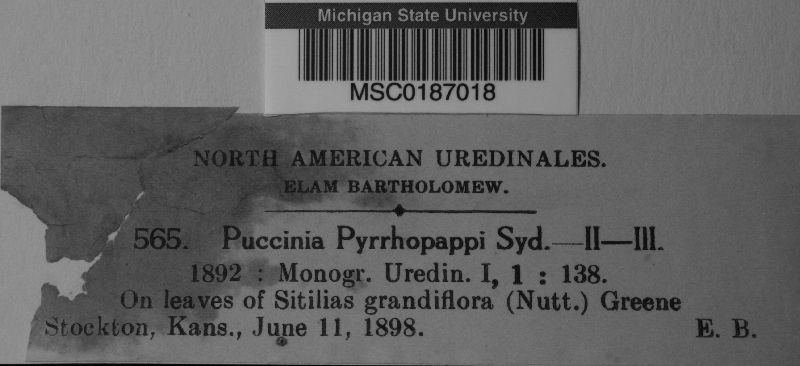 Michigan State University
MSC0187018
NORTH AMERICAN UREDINALES.
ELAM BARTHOLOMEW.
565. Puccinia Pyrrhopappi Syd.—II—III.
1892 : Monogr. Uredin. I, 1 : 138.
On leaves of Sitilias grandiflora (Nutt.) Greene
Stockton, Kans., June 11, 1898. E. B.